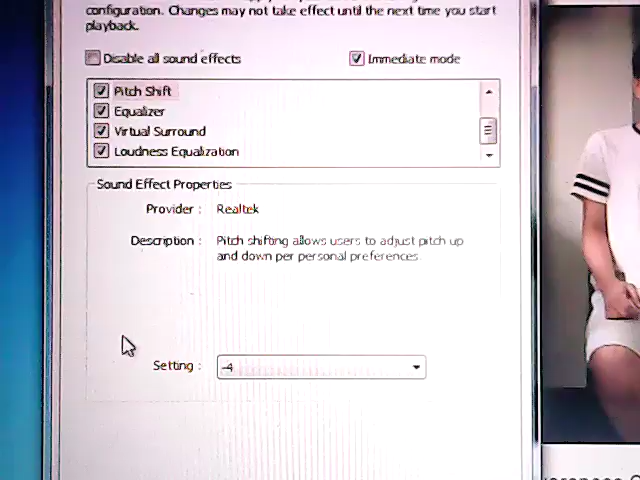 configuration. Changes may not take effect until the next time you start
playback.
Disable all sound effects
Immediate mode
Pitch Shift
Equalizer
Virtual Surround
Loudness Equalization
Sound Effect Properties
Provider : Realtek
Description : Pitch shifting allows users to adjust pitch up
and down per personal preferences.
Setting : -4